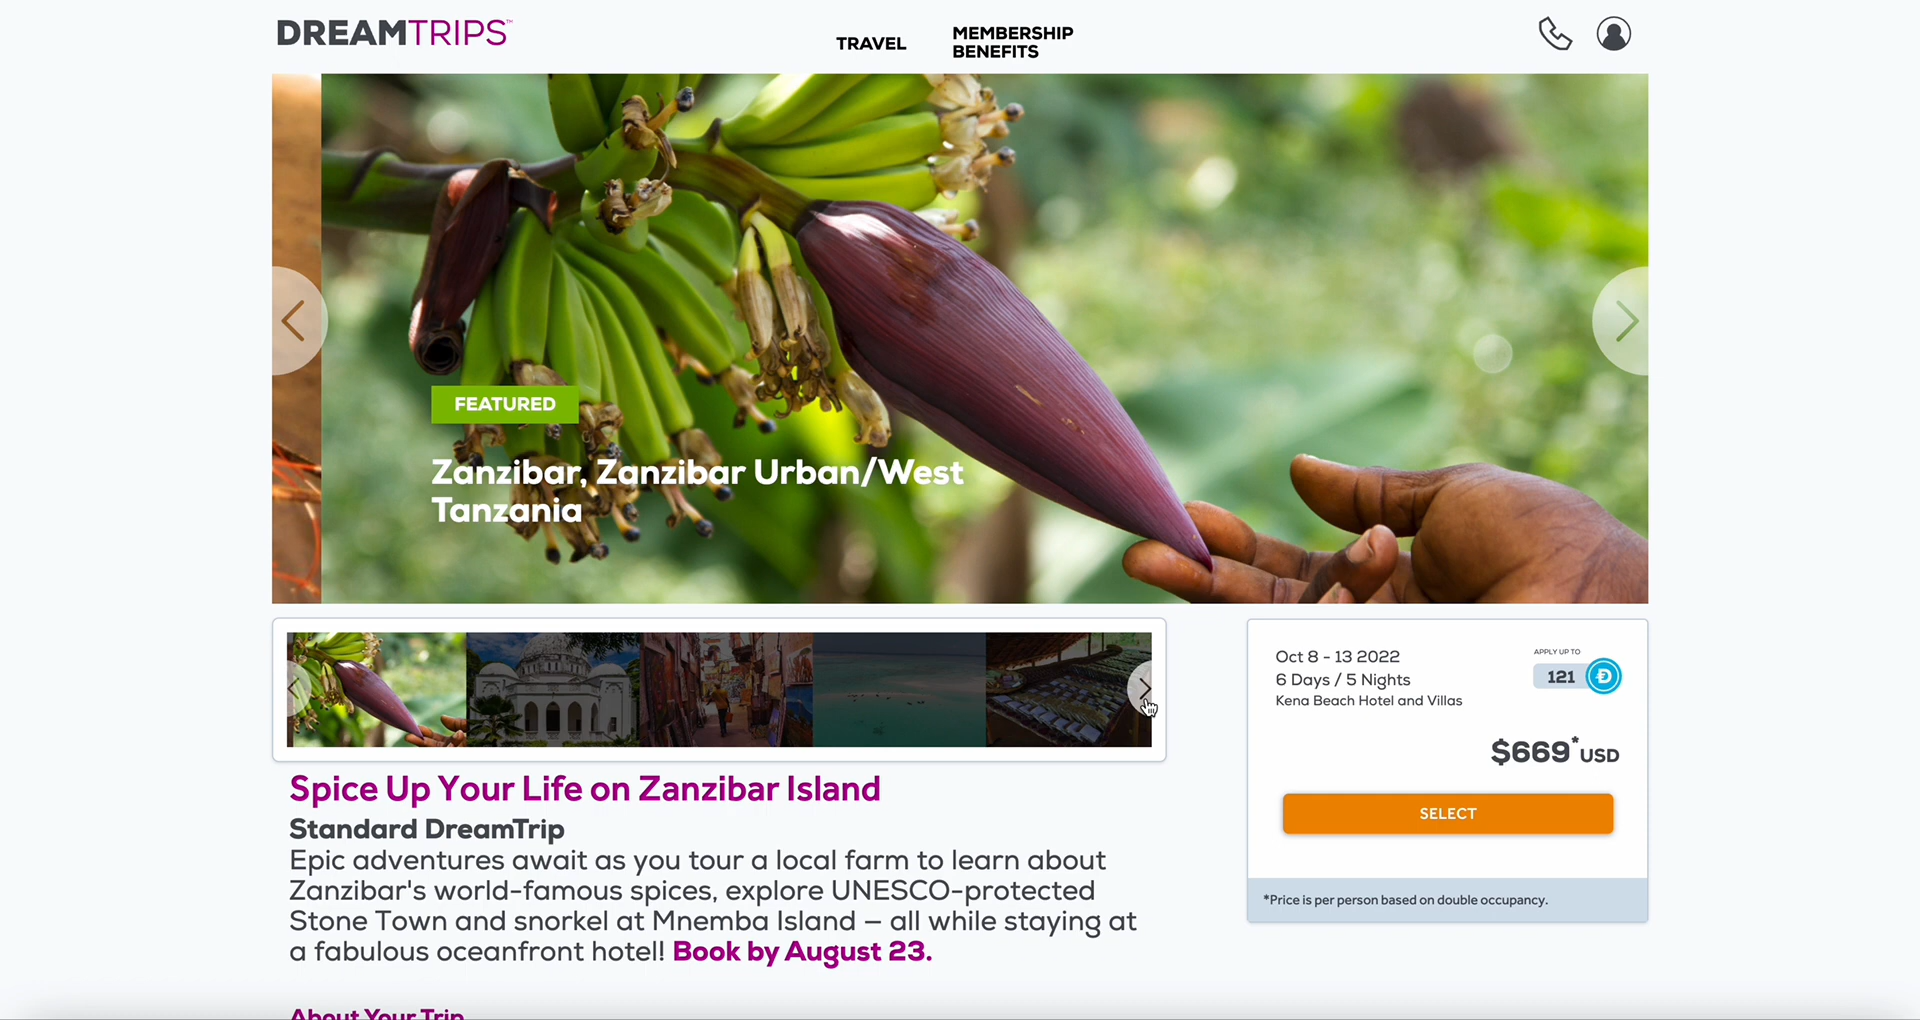 DREAMTRIPS™
TRAVEL
MEMBERSHIP
BENEFITS
FEATURED
Zanzibar, Zanzibar Urban/West
Tanzania
Oct 8 - 13 2022
6 Days / 5 Nights
Kena Beach Hotel and Villas
APPLY UP TO
121
$669* USD
SELECT
*Price is per person based on double occupancy.
Spice Up Your Life on Zanzibar Island
Standard DreamTrip
Epic adventures await as you tour a local farm to learn about
Zanzibar's world-famous spices, explore UNESCO-protected
Stone Town and snorkel at Mnemba Island – all while staying at
a fabulous oceanfront hotel! Book by August 23.
About Your Trip